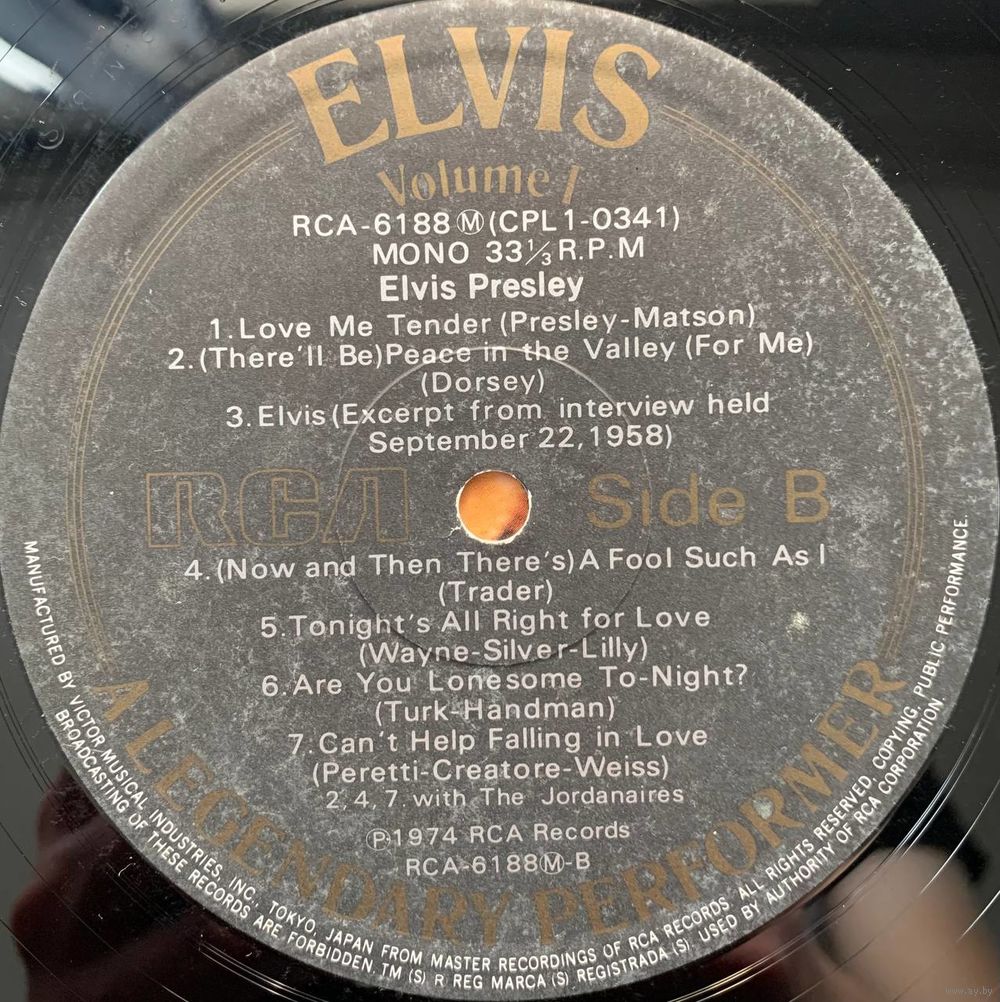 ELVIS
Volume 1
RCA-6188Ⓜ(CPL1-0341)
MONO 33⅓R.P.M
Elvis Presley
1.Love Me Tender (Presley-Matson)
2.(There'll Be)Peace in the Valley (For Me)
(Dorsey)
3.Elvis(Excerpt from interview held
September 22,1958)
RCA Side B
4.(Now and Then There's)A Fool Such As I
(Trader)
5.Tonight's All Right for Love
(Wayne-Silver-Lilly)
6.Are You Lonesome To-Night?
(Turk-Handman)
7.Can't Help Falling in Love
(Peretti-Creatore-Weiss)
2, 4, 7, with The Jordanaires
℗1974 RCA Records
RCA-6188Ⓜ-B
A LEGENDARY PERFORMER
MANUFACTURED BY VICTOR MUSICAL INDUSTRIES, INC., TOKYO, JAPAN FROM MASTER RECORDINGS OF RCA RECORDS ALL RIGHTS RESERVED, COPYING, PUBLIC PERFORMANCE.
BROADCASTING OF THESE RECORDS ARE FORBIDDEN. TM (S) R REG MARCA (S) REGISTRADA (S). USED BY AUTHORITY OF RCA CORPORATION
www.ay.by